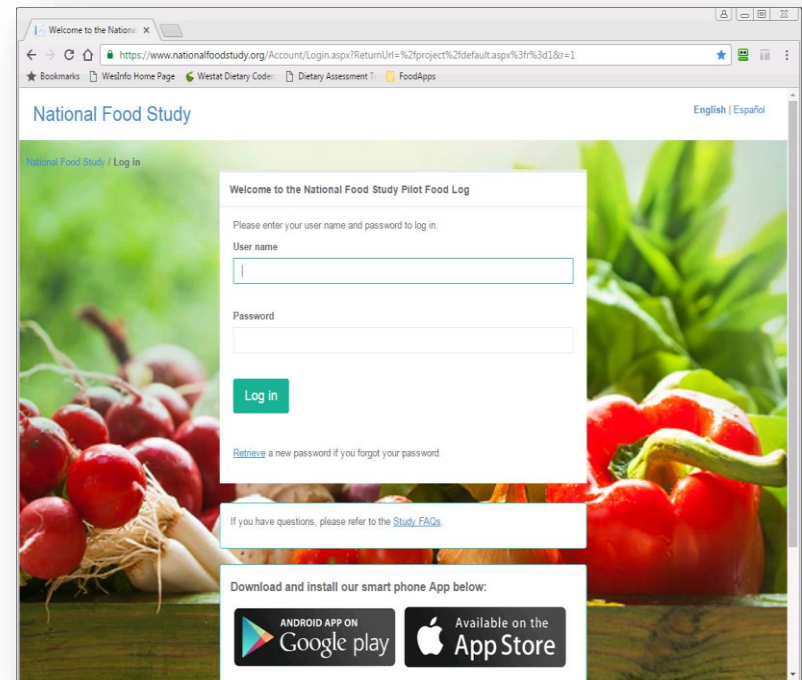 Welcome to the Nationa
https://www.nationalfoodstudy.org/Account/Login.aspx?ReturnUrl=%2fproject%2fdefault.aspx%3fr%3d1&r=1
Bookmarks WesInfo Home Page Westat Dietary Coder Dietary Assessment T FoodApps
National Food Study
English | Español
National Food Study / Log in
Welcome to the National Food Study Pilot Food Log
Please enter your user name and password to log in.
User name
Password
Log in
Retrieve a new password if you forgot your password.
If you have questions, please refer to the Study FAQs.
Download and install our smart phone App below:
ANDROID APP ON
Google play
Available on the
App Store